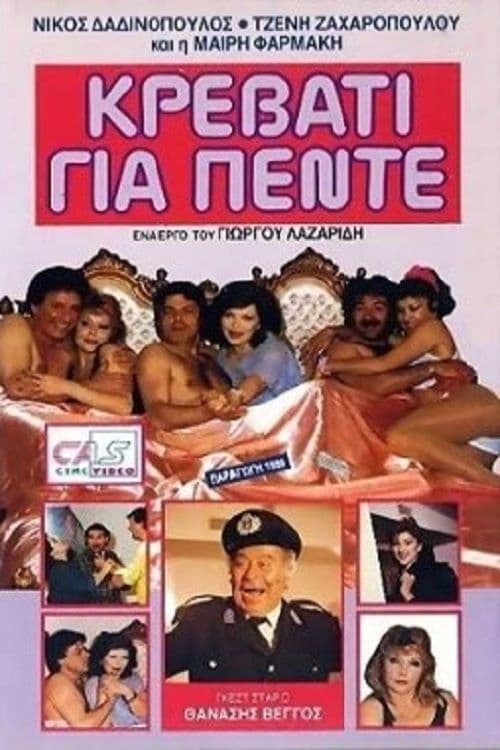 ΝΙΚΟΣ ΔΑΔΙΝΟΠΟΥΛΟΣ • ΤΖΕΝΗ ΖΑΧΑΡΟΠΟΥΛΟΥ
και η ΜΑΙΡΗ ΦΑΡΜΑΚΗ
ΚΡΕΒΑΤΙ
ΓΙΑ ΠΕΝΤΕ
ΕΝΑ ΕΡΓΟ ΤΟΥ ΓΙΩΡΓΟΥ ΛΑΖΑΡΙΔΗ
CAS
CINE VIDEO
ΠΑΡΑΓΩΓΗ
ΓΚΕΣΤ ΣΤΑΡ Ο
ΘΑΝΑΣΗΣ ΒΕΓΓΟΣ